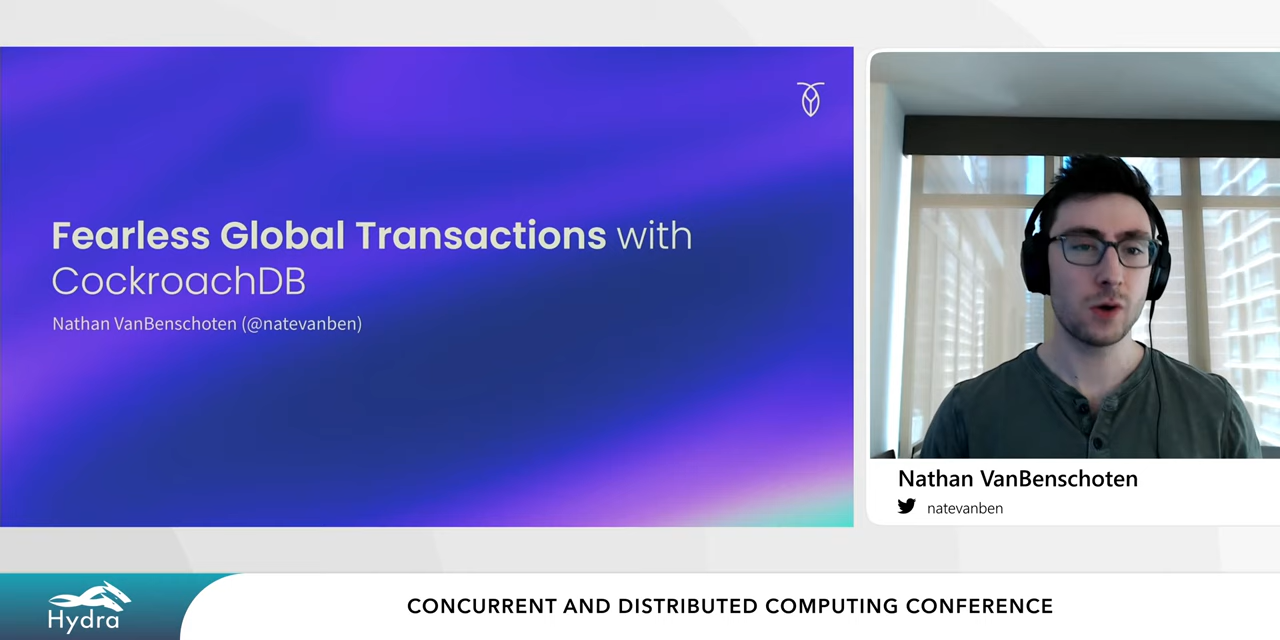 Fearless Global Transactions with
CockroachDB
Nathan VanBenschoten (@natevanben)
Nathan VanBenschoten
natevanben
Hydra
CONCURRENT AND DISTRIBUTED COMPUTING CONFERENCE